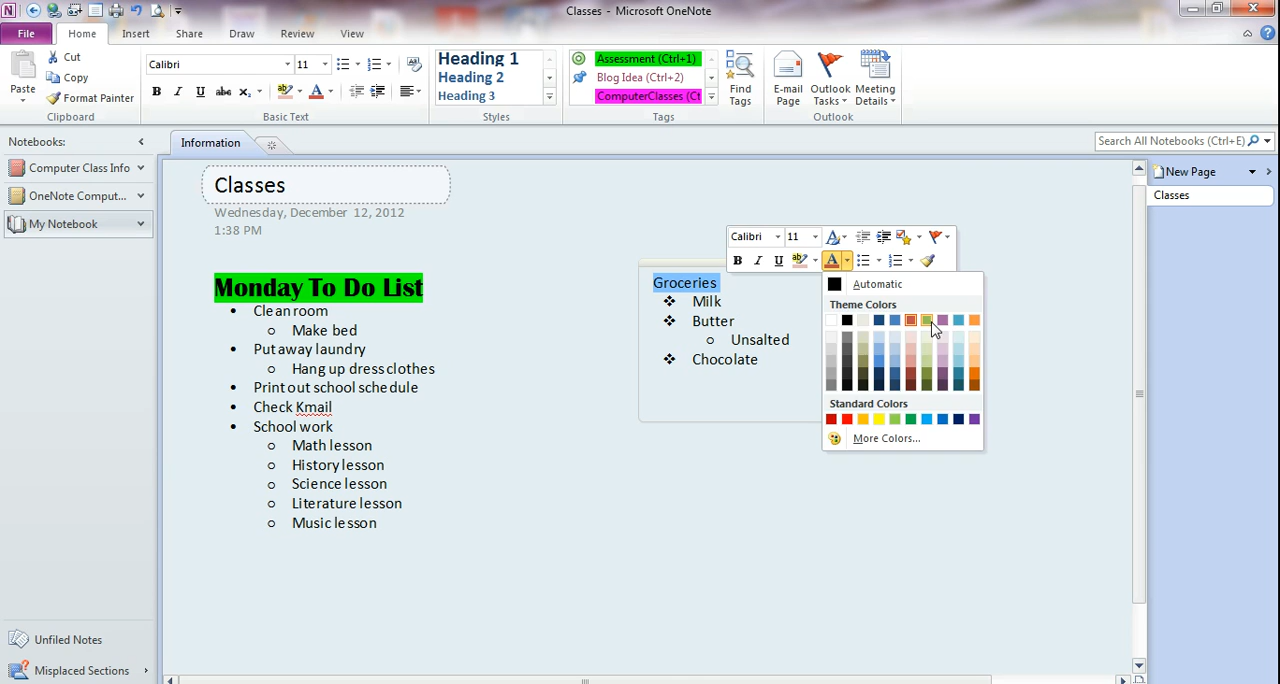 Classes - Microsoft OneNote
File Home Insert Share Draw Review View
Paste
Cut
Copy
Format Painter
Clipboard
Calibri 11
B I U abc X₂ A
Basic Text
Heading 1
Heading 2
Heading 3
Styles
Assessment (Ctrl+1)
Blog Idea (Ctrl+2)
ComputerClasses (Ct
Tags
Find Tags
E-mail Page
Outlook Tasks
Meeting Details
Outlook
Notebooks:
Information
Search All Notebooks (Ctrl+E)
Computer Class Info
OneNote Comput...
My Notebook
New Page
Classes
Classes
Wednesday, December 12, 2012
1:38 PM
Monday To Do List
Clean room
Make bed
Put away laundry
Hang up dress clothes
Print out school schedule
Check Kmail
School work
Math lesson
History lesson
Science lesson
Literature lesson
Music lesson
Groceries
Milk
Butter
Unsalted
Chocolate
Calibri 11 A
B I U ab A
Automatic
Theme Colors
Standard Colors
More Colors...
Unfiled Notes
Misplaced Sections